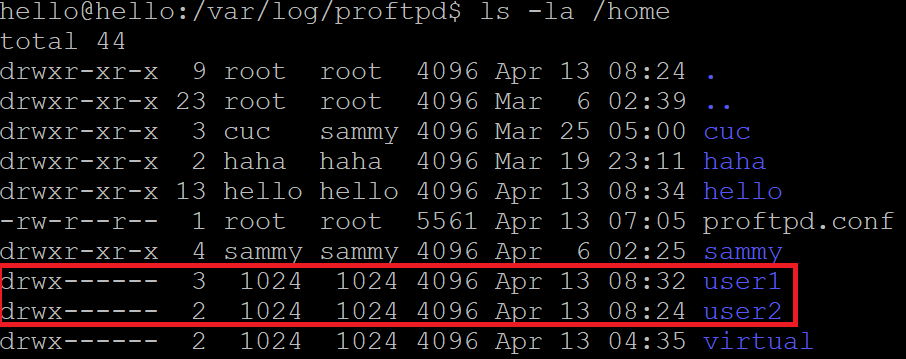 hello@hello:/var/log/proftpd$ ls -la /home
total 44
drwxr-xr-x  9 root  root  4096 Apr 13 08:24 .
drwxr-xr-x 23 root  root  4096 Mar  6 02:39 ..
drwxr-xr-x  3 cuc   sammy 4096 Mar 25 05:00 cuc
drwxr-xr-x  2 haha  haha  4096 Mar 19 23:11 haha
drwxr-xr-x 13 hello hello 4096 Apr 13 08:34 hello
-rw-r--r--  1 root  root  5561 Apr 13 07:05 proftpd.conf
drwxr-xr-x  4 sammy sammy 4096 Apr  6 02:25 sammy
drwx------  3  1024  1024 4096 Apr 13 08:32 user1
drwx------  2  1024  1024 4096 Apr 13 08:24 user2
drwx------  2  1024  1024 4096 Apr 13 04:35 virtual